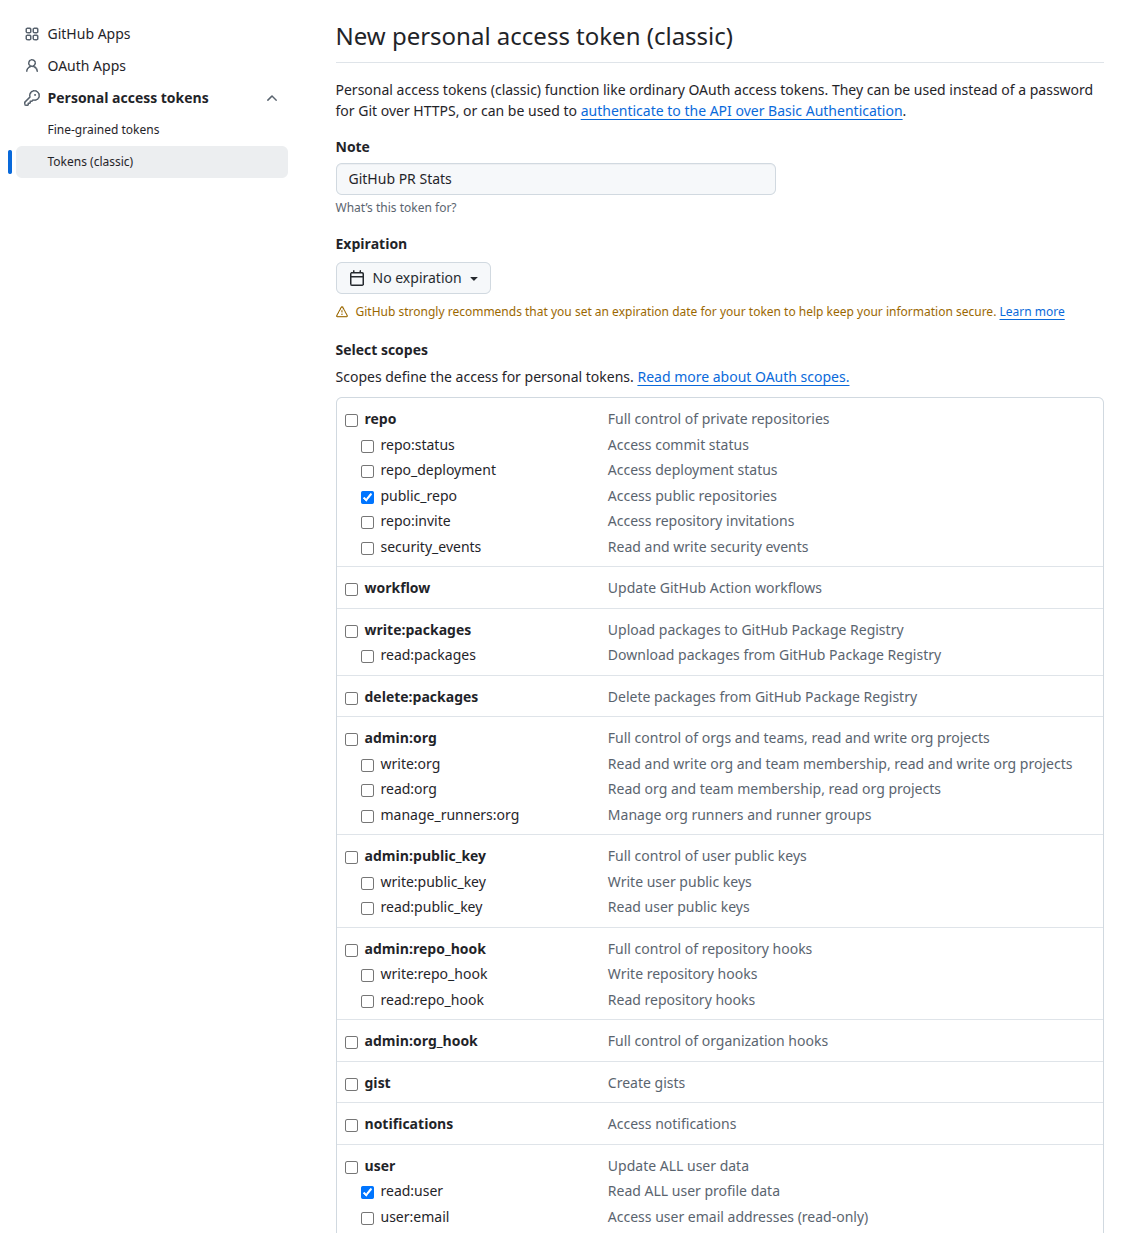 GitHub Apps
OAuth Apps
Personal access tokens
Fine-grained tokens
Tokens (classic)
New personal access token (classic)
Personal access tokens (classic) function like ordinary OAuth access tokens. They can be used instead of a password
for Git over HTTPS, or can be used to authenticate to the API over Basic Authentication.
Note
GitHub PR Stats
What's this token for?
Expiration
No expiration
GitHub strongly recommends that you set an expiration date for your token to help keep your information secure. Learn more
Select scopes
Scopes define the access for personal tokens. Read more about OAuth scopes.
repo Full control of private repositories
repo:status Access commit status
repo_deployment Access deployment status
public_repo Access public repositories
repo:invite Access repository invitations
security_events Read and write security events
workflow Update GitHub Action workflows
write:packages Upload packages to GitHub Package Registry
read:packages Download packages from GitHub Package Registry
delete:packages Delete packages from GitHub Package Registry
admin:org Full control of orgs and teams, read and write org projects
write:org Read and write org and team membership, read and write org projects
read:org Read org and team membership, read org projects
manage_runners:org Manage org runners and runner groups
admin:public_key Full control of user public keys
write:public_key Write user public keys
read:public_key Read user public keys
admin:repo_hook Full control of repository hooks
write:repo_hook Write repository hooks
read:repo_hook Read repository hooks
admin:org_hook Full control of organization hooks
gist Create gists
notifications Access notifications
user Update ALL user data
read:user Read ALL user profile data
user:email Access user email addresses (read-only)